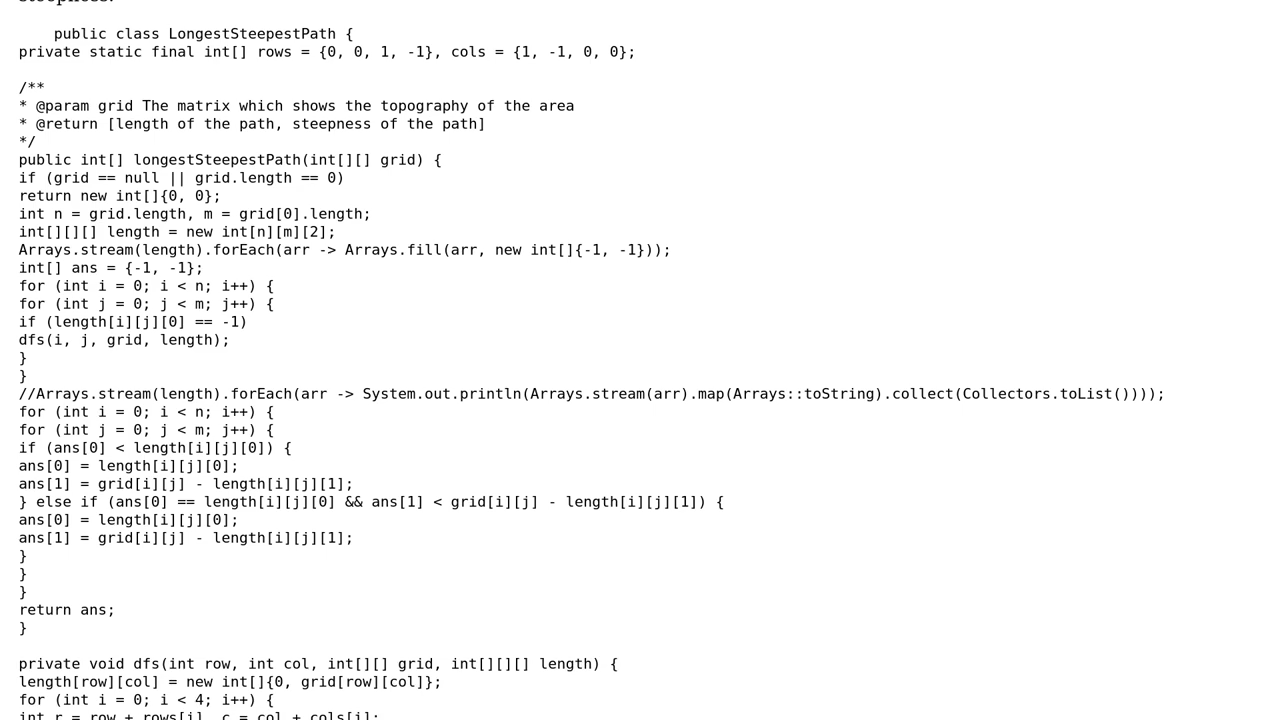 steepness.
public class LongestSteepestPath {
private static final int[] rows = {0, 0, 1, -1}, cols = {1, -1, 0, 0};
/**
* @param grid The matrix which shows the topography of the area
* @return [length of the path, steepness of the path]
*/
public int[] longestSteepestPath(int[][] grid) {
if (grid == null || grid.length == 0)
return new int[]{0, 0};
int n = grid.length, m = grid[0].length;
int[][][] length = new int[n][m][2];
Arrays.stream(length).forEach(arr -> Arrays.fill(arr, new int[]{-1, -1}));
int[] ans = {-1, -1};
for (int i = 0; i < n; i++) {
for (int j = 0; j < m; j++) {
if (length[i][j][0] == -1)
dfs(i, j, grid, length);
}
}
//Arrays.stream(length).forEach(arr -> System.out.println(Arrays.stream(arr).map(Arrays::toString).collect(Collectors.toList())));
for (int i = 0; i < n; i++) {
for (int j = 0; j < m; j++) {
if (ans[0] < length[i][j][0]) {
ans[0] = length[i][j][0];
ans[1] = grid[i][j] - length[i][j][1];
} else if (ans[0] == length[i][j][0] && ans[1] < grid[i][j] - length[i][j][1]) {
ans[0] = length[i][j][0];
ans[1] = grid[i][j] - length[i][j][1];
}
}
}
return ans;
}
private void dfs(int row, int col, int[][] grid, int[][][] length) {
length[row][col] = new int[]{0, grid[row][col]};
for (int i = 0; i < 4; i++) {
int r = row + rows[i], c = col + cols[i];